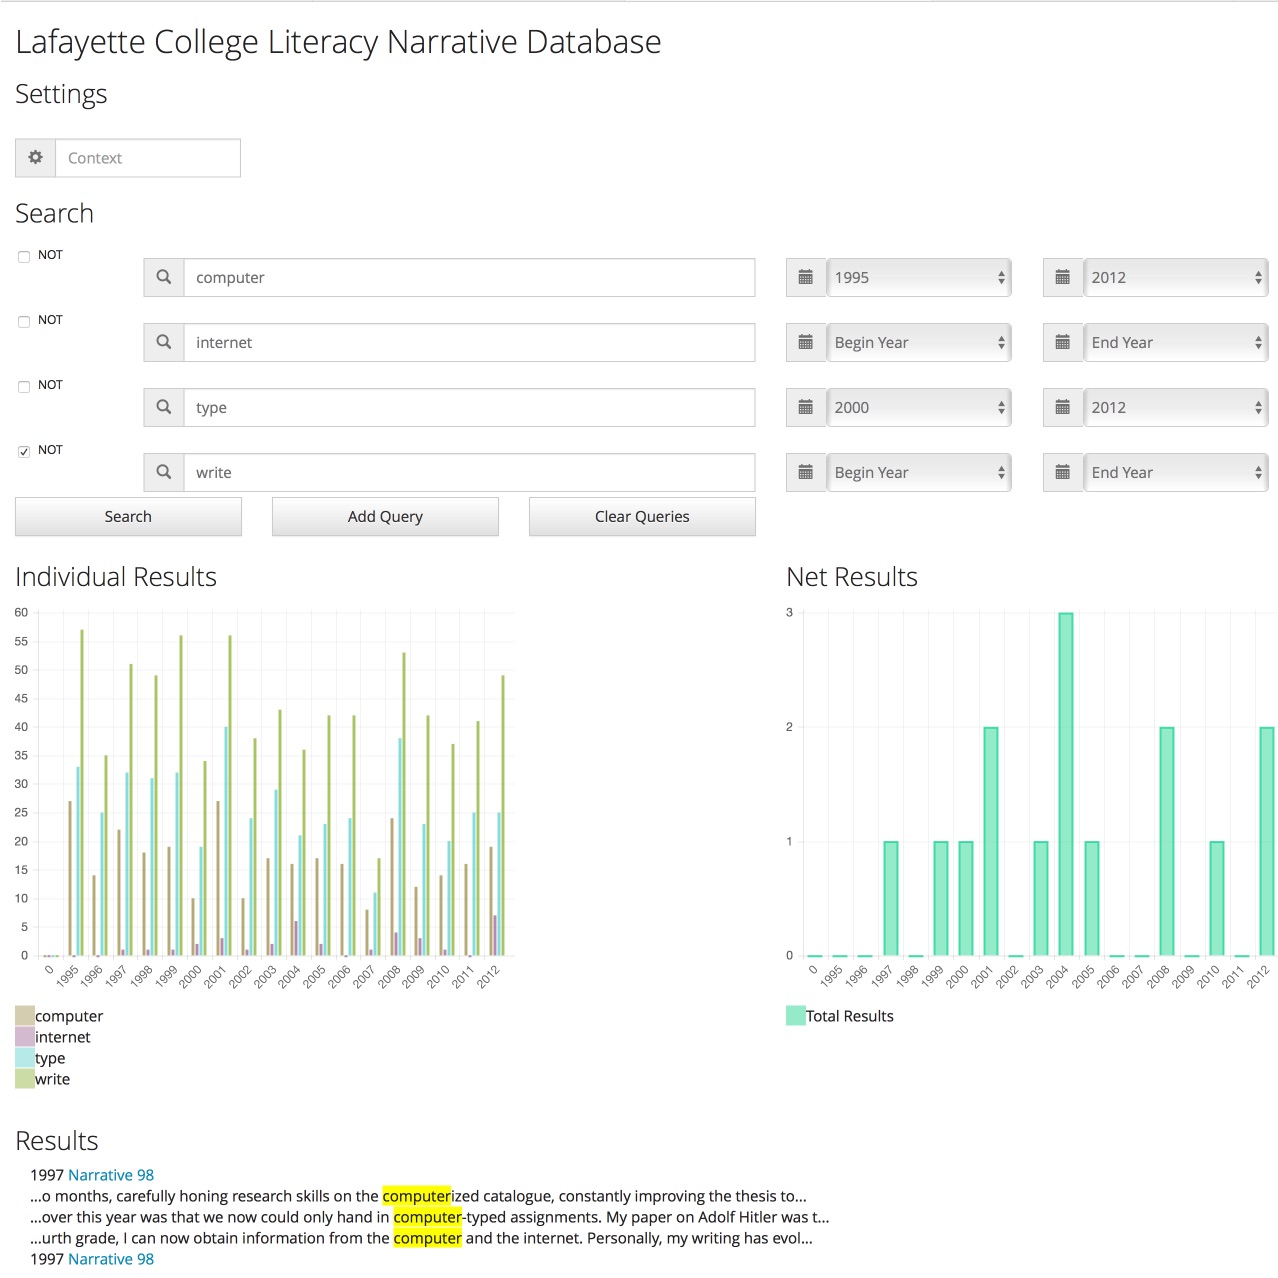 Lafayette College Literacy Narrative Database
Settings
Context
Search
NOT
computer
1995
2012
NOT
internet
Begin Year
End Year
NOT
type
2000
2012
NOT
write
Begin Year
End Year
Search
Add Query
Clear Queries
Individual Results
60
55
50
45
40
35
30
25
20
15
10
5
0
0 1995 1996 1997 1998 1999 2000 2001 2002 2003 2004 2005 2006 2007 2008 2009 2010 2011 2012
computer
internet
type
write
Net Results
3
2
1
0
0 1995 1996 1997 1998 1999 2000 2001 2002 2003 2004 2005 2006 2007 2008 2009 2010 2011 2012
Total Results
Results
1997 Narrative 98
...o months, carefully honing research skills on the computerized catalogue, constantly improving the thesis to...
...over this year was that we now could only hand in computer-typed assignments. My paper on Adolf Hitler was t...
...urth grade, I can now obtain information from the computer and the internet. Personally, my writing has evol...
1997 Narrative 98